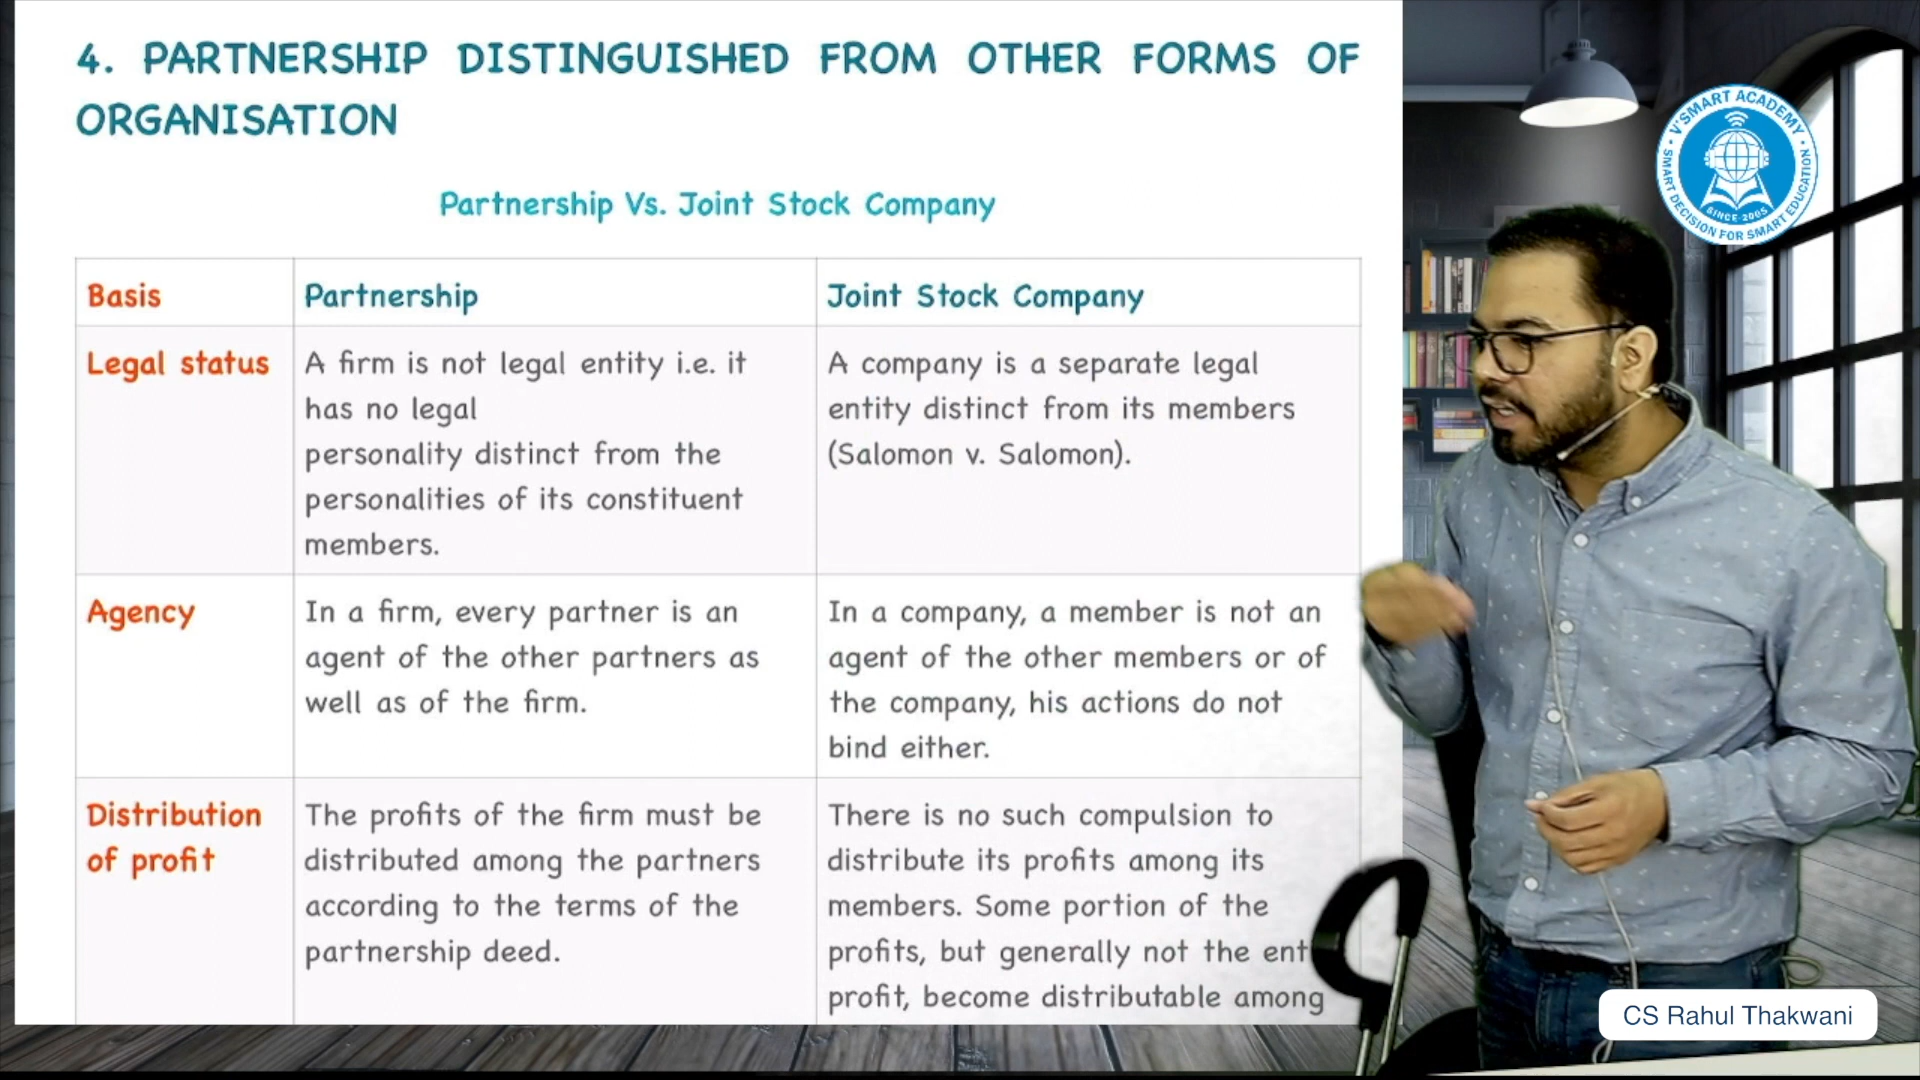 4. PARTNERSHIP DISTINGUISHED FROM OTHER FORMS OF
ORGANISATION
Partnership Vs. Joint Stock Company
Basis
Partnership
Joint Stock Company
Legal status
A firm is not legal entity i.e. it
has no legal
personality distinct from the
personalities of its constituent
members.
A company is a separate legal
entity distinct from its members
(Salomon v. Salomon).
Agency
In a firm, every partner is an
agent of the other partners as
well as of the firm.
In a company, a member is not an
agent of the other members or of
the company, his actions do not
bind either.
Distribution
of profit
The profits of the firm must be
distributed among the partners
according to the terms of the
partnership deed.
There is no such compulsion to
distribute its profits among its
members. Some portion of the
profits, but generally not the
profit, become distributable among
V'SMART ACADEMY
SMART DECISION FOR SMART EDUCATION
SINCE-2005
CS Rahul Thakwani